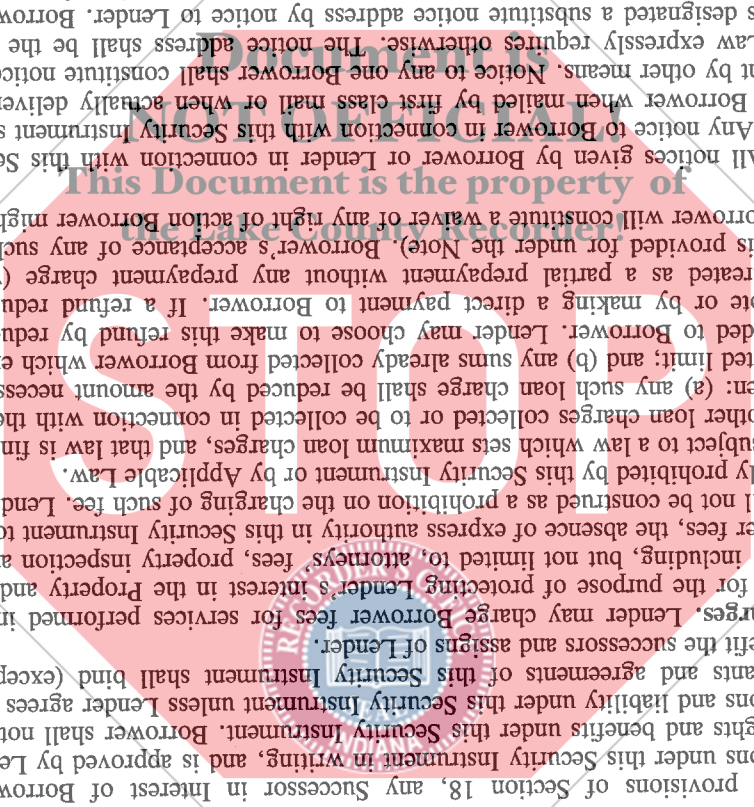 provisions of Section 18, any Successor in Interest of Borrow
ons under this Security Instrument in writing, and is approved by Le
ghts and benefits under this Security Instrument. Borrower shall not
ons and liability under this Security Instrument unless Lender agrees
ants and agreements of this Security Instrument shall bind (excep
efit the successors and assigns of Lender.
arges. Lender may charge Borrower fees for services performed in
for the purpose of protecting Lender's interest in the Property and
including, but not limited to, attorneys' fees, property inspection a
er fees, the absence of express authority in this Security Instrument to
l not be construed as a prohibition on the charging of such fee. Lend
ly prohibited by this Security Instrument or by Applicable Law.
subject to a law which sets maximum loan charges, and that law is fin
other loan charges collected or to be collected in connection with the
en: (a) any such loan charge shall be reduced by the amount necess
ted limit; and (b) any sums already collected from Borrower which e
ded to Borrower. Lender may choose to make this refund by redu
ote or by making a direct payment to Borrower. If a refund redu
reated as a partial prepayment without any prepayment charge (
is provided for under the Note). Borrower's acceptance of any such
orrower will constitute a waiver of any right of action Borrower migh
All notices given by Borrower or Lender in connection with this Se
Any notice to Borrower in connection with this Security Instrument s
Borrower when mailed by first class mail or when actually deliver
nt by other means. Notice to any one Borrower shall constitute notice
Law expressly requires otherwise. The notice address shall be the
s designated a substitute notice address by notice to Lender. Borrow
Document is
NOT OFFICIAL!
This Document is the property of
the Lake County Recorder!
STOP
RECORDER'S OFFICE
INDIANA